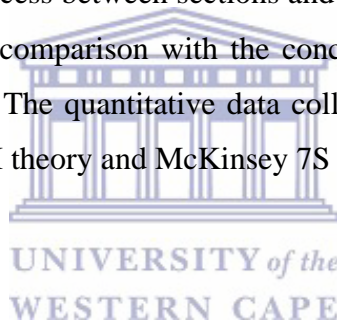 between sections and
comparison with the conc
The quantitative data coll
theory and McKinsey 7S
UNIVERSITY of the
WESTERN CAPE